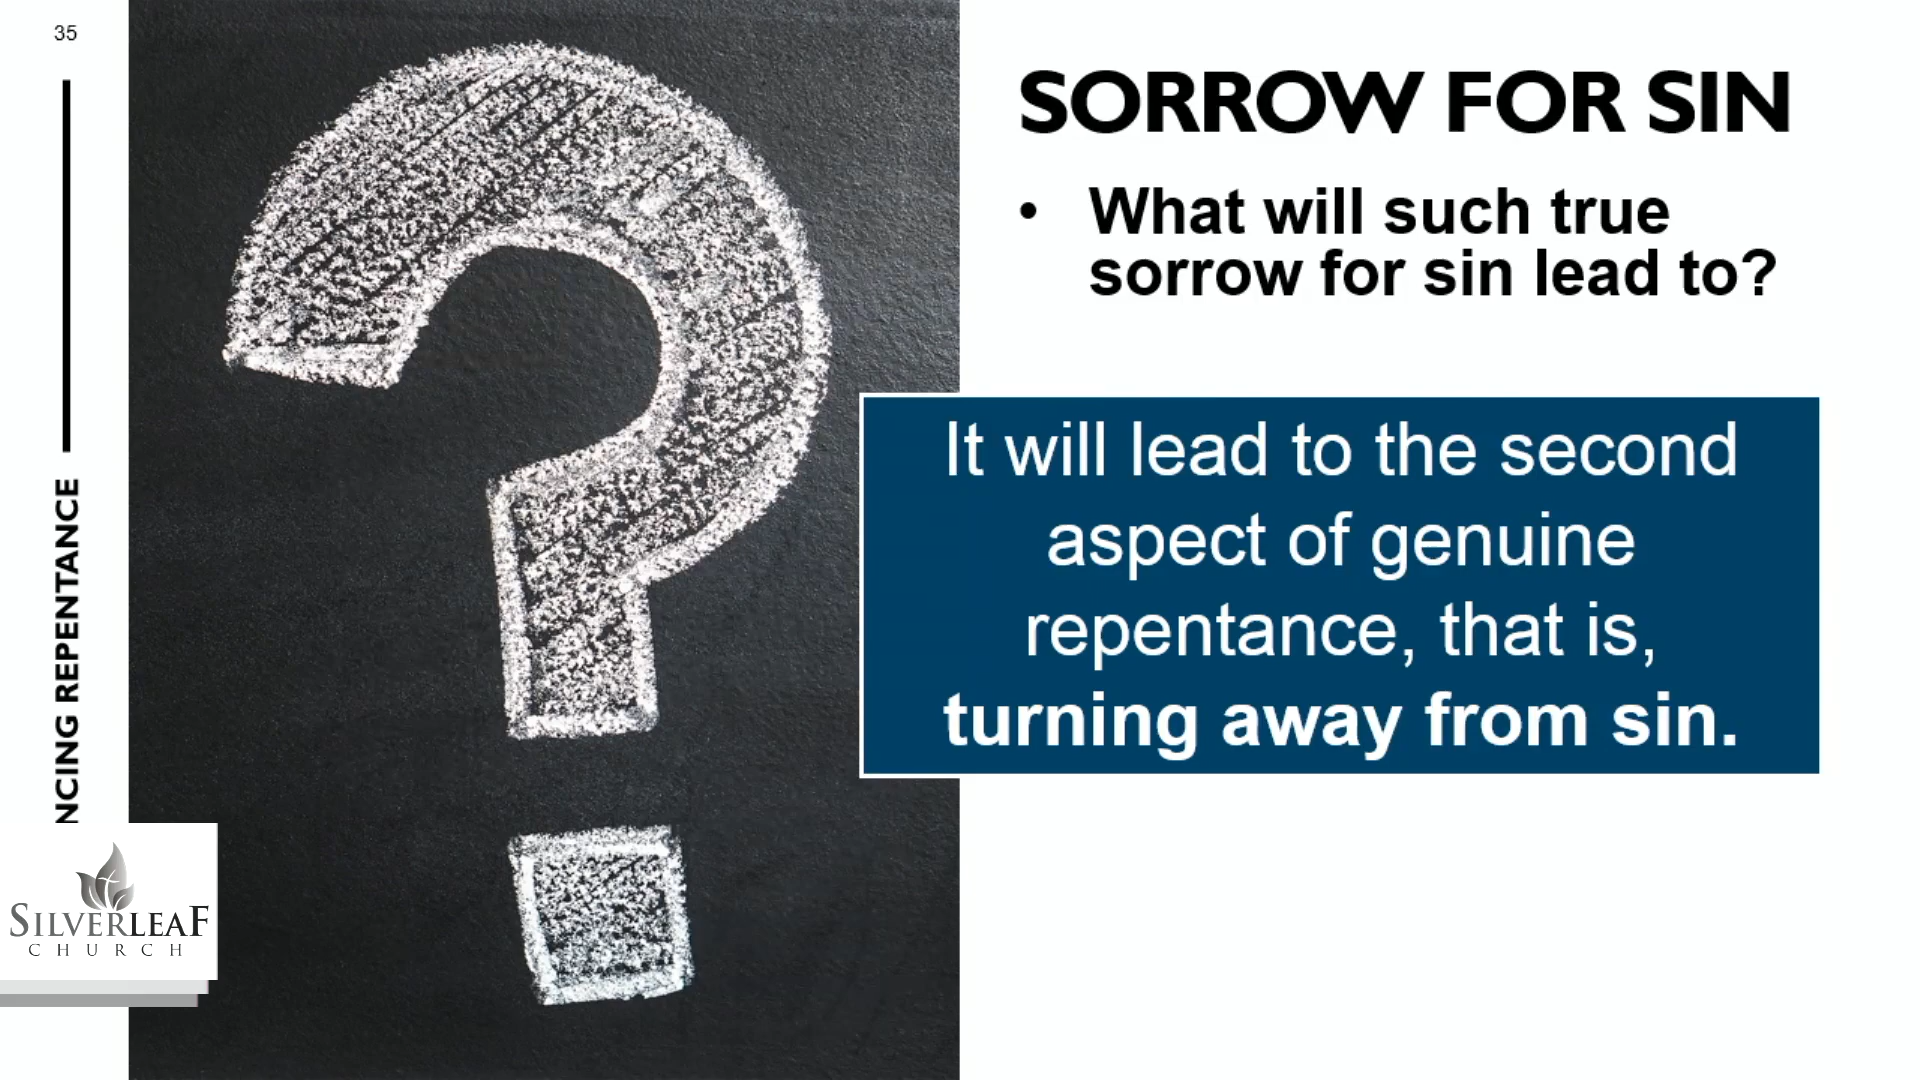 35
NCING REPENTANCE
SORROW FOR SIN
• What will such true
sorrow for sin lead to?
It will lead to the second
aspect of genuine
repentance, that is,
turning away from sin.
SILVERLEAF
CHURCH